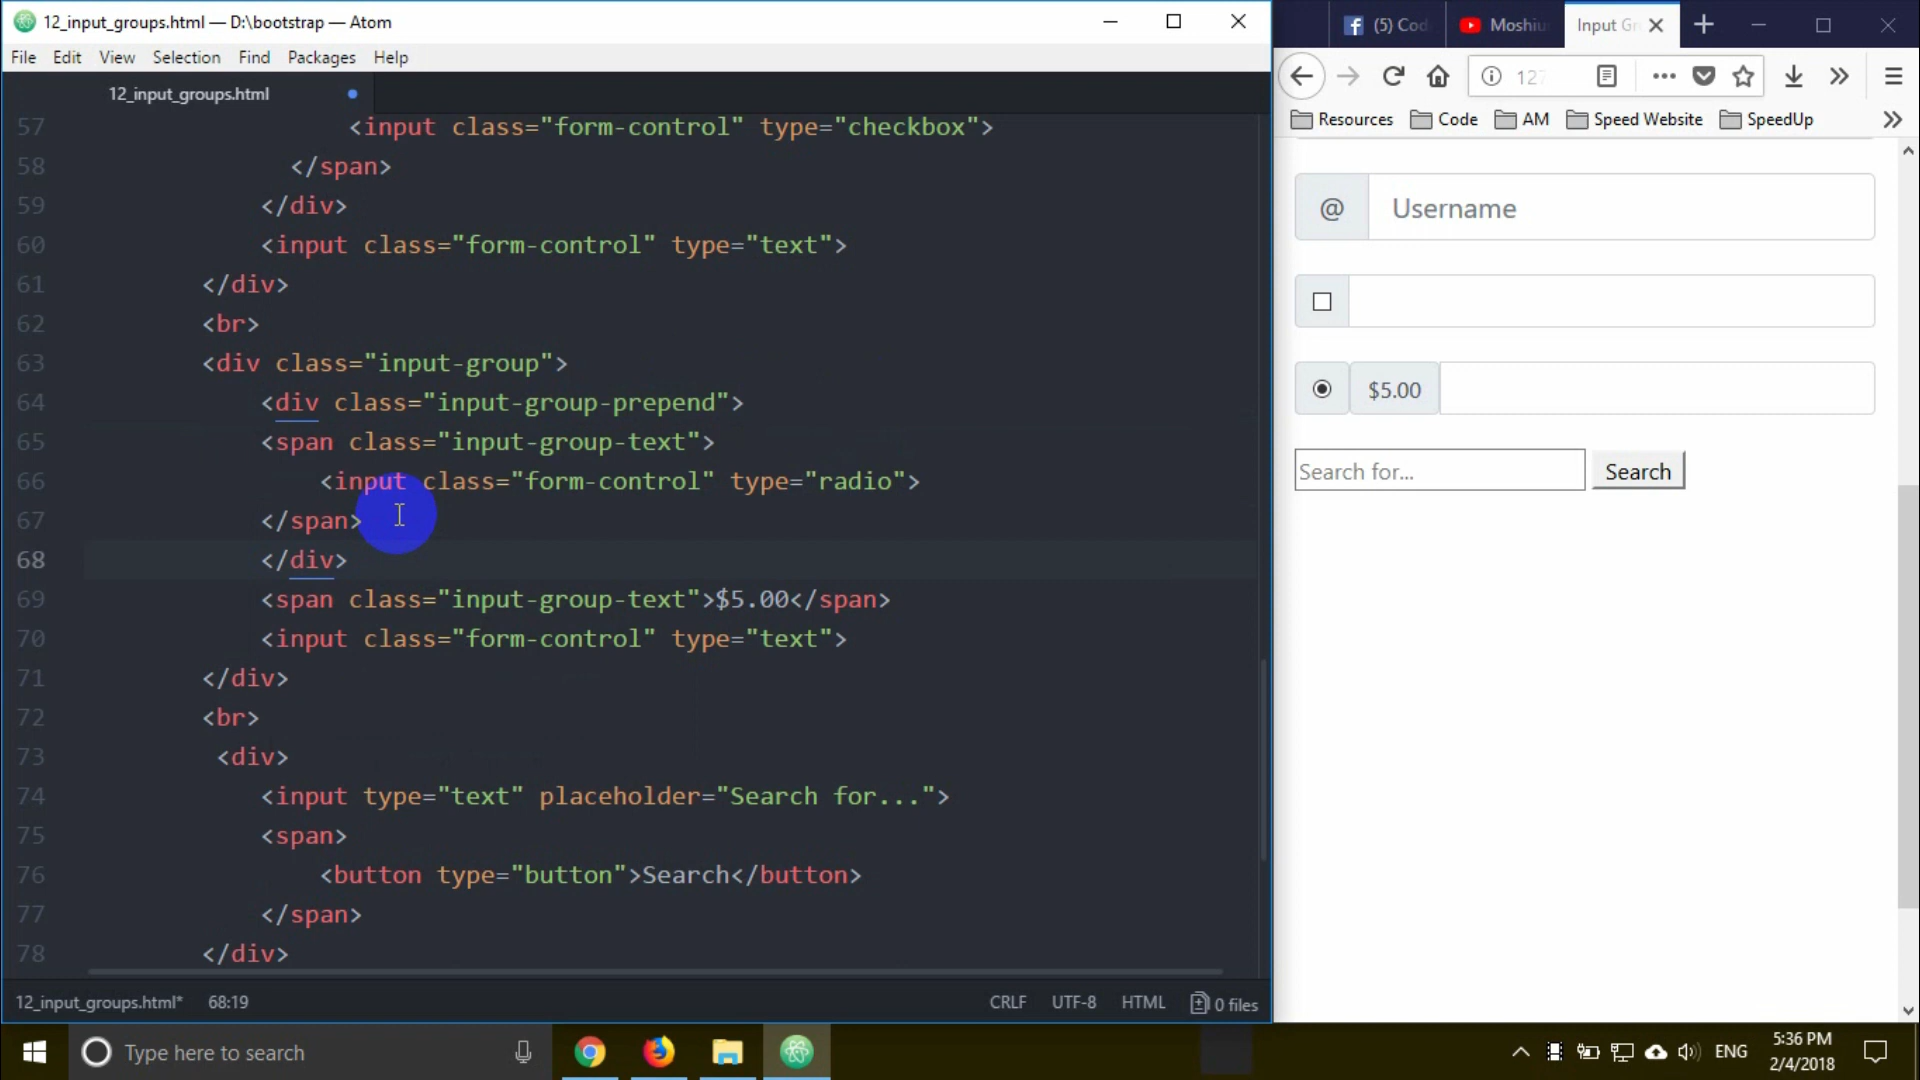 12_input_groups.html — D:\bootstrap — Atom
File Edit View Selection Find Packages Help
12_input_groups.html
57 <input class="form-control" type="checkbox">
58 </span>
59 </div>
60 <input class="form-control" type="text">
61 </div>
62 <br>
63 <div class="input-group">
64 <div class="input-group-prepend">
65 <span class="input-group-text">
66 <input class="form-control" type="radio">
67 </span>
68 </div>
69 <span class="input-group-text">$5.00</span>
70 <input class="form-control" type="text">
71 </div>
72 <br>
73 <div>
74 <input type="text" placeholder="Search for...">
75 <span>
76 <button type="button">Search</button>
77 </span>
78 </div>
12_input_groups.html* 68:19 CRLF UTF-8 HTML 0 files
(5) Cod Moshiu Input Gr
127
Resources Code AM Speed Website SpeedUp
@ Username
$5.00
Search for... Search
Type here to search
ENG
5:36 PM
2/4/2018